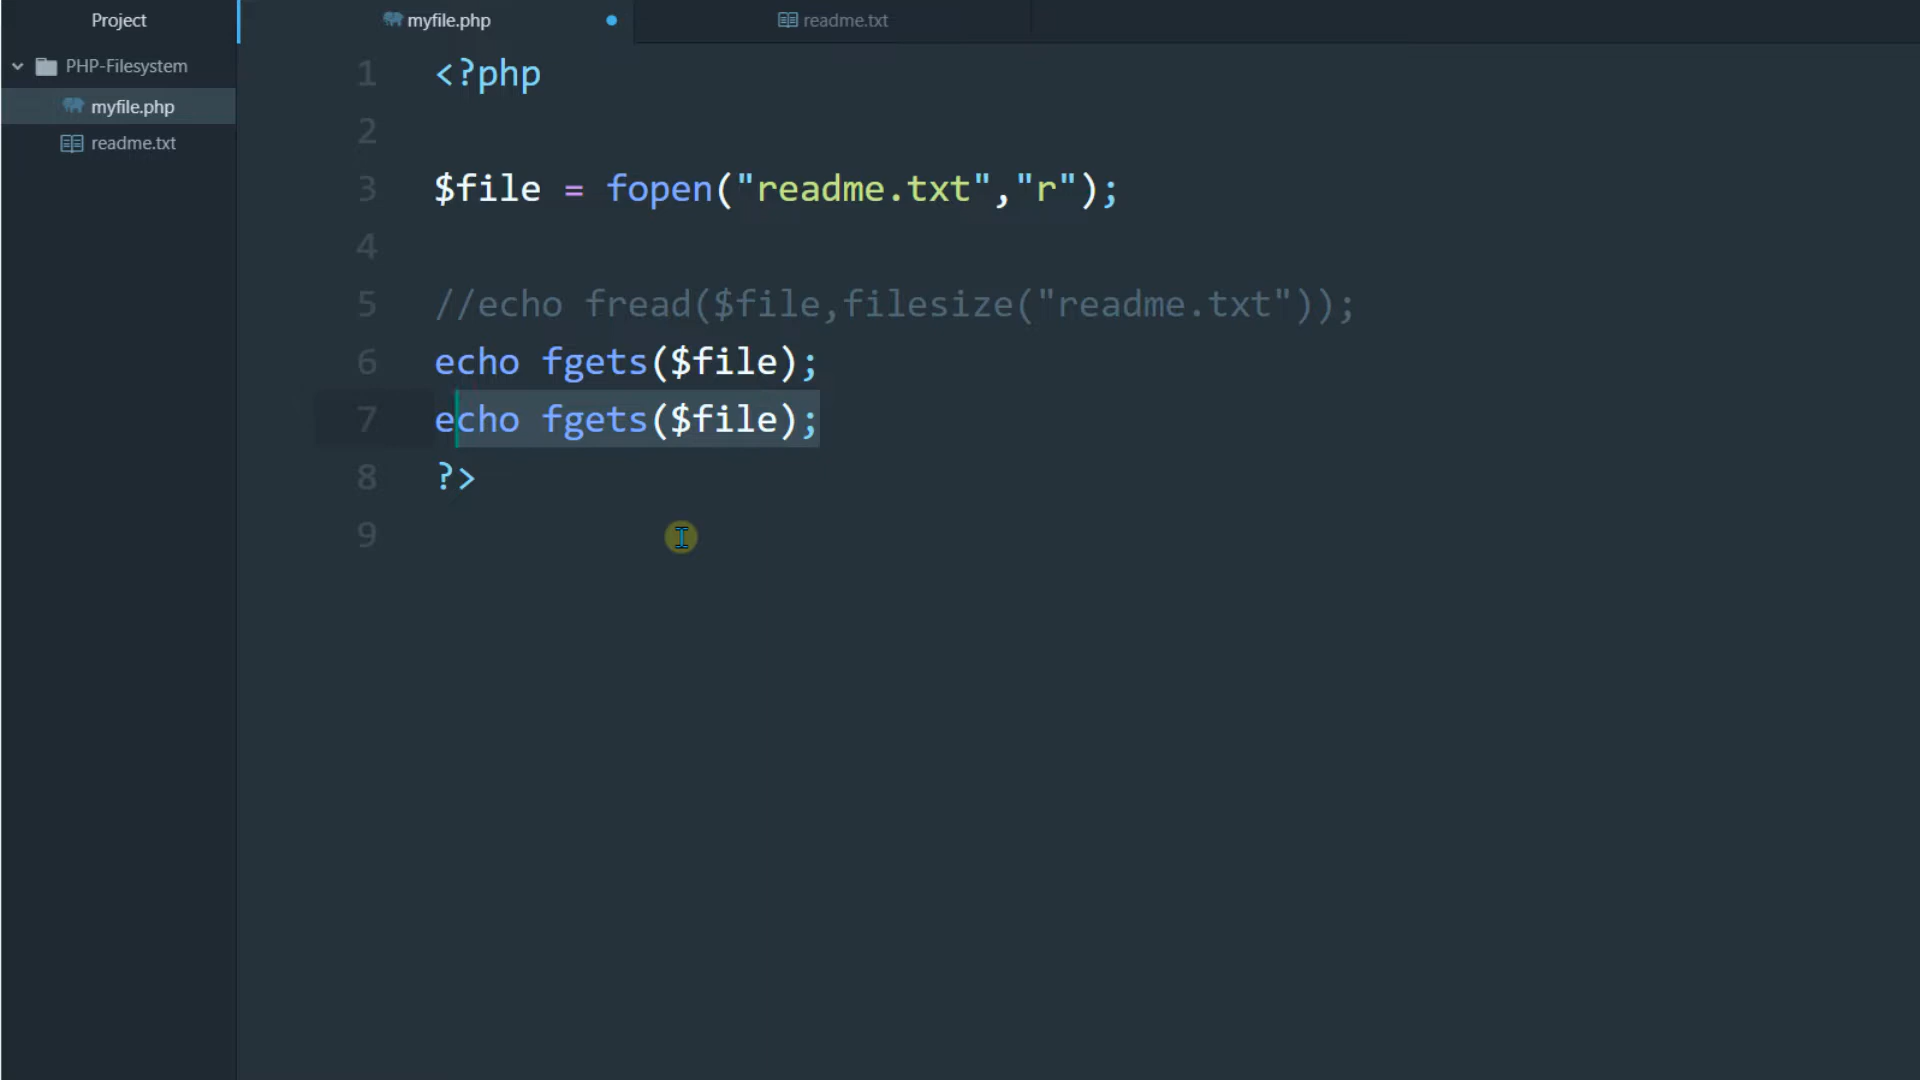 Project
myfile.php
readme.txt
PHP-Filesystem
myfile.php
readme.txt
1 <?php
2
3 $file = fopen("readme.txt","r");
4
5 //echo fread($file,filesize("readme.txt"));
6 echo fgets($file);
7 echo fgets($file);
8 ?>
9